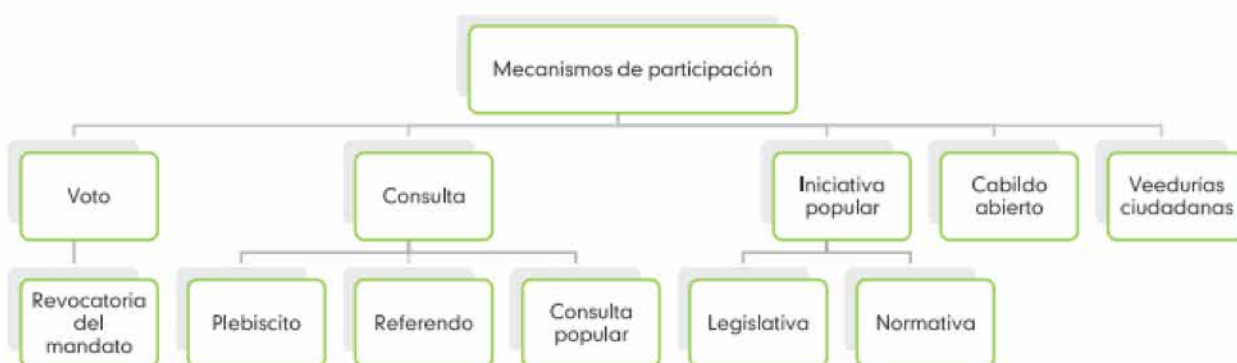 Mecanismos de participación
Voto
Consulta
Iniciativa
popular
Cabildo
abierto
Veedurías
ciudadanas
Revocatoria
del
mandato
Plebiscito
Referendo
Consulta
popular
Legislativa
Normativa